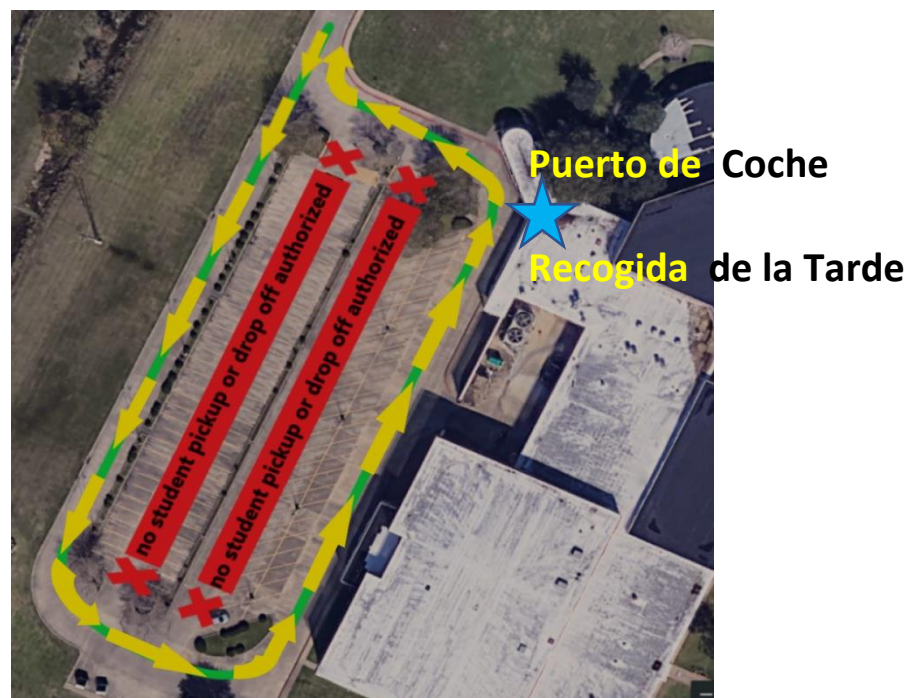 Puerto de Coche
Recogida de la Tarde
no student pickup or drop off authorized
no student pickup or drop off authorized